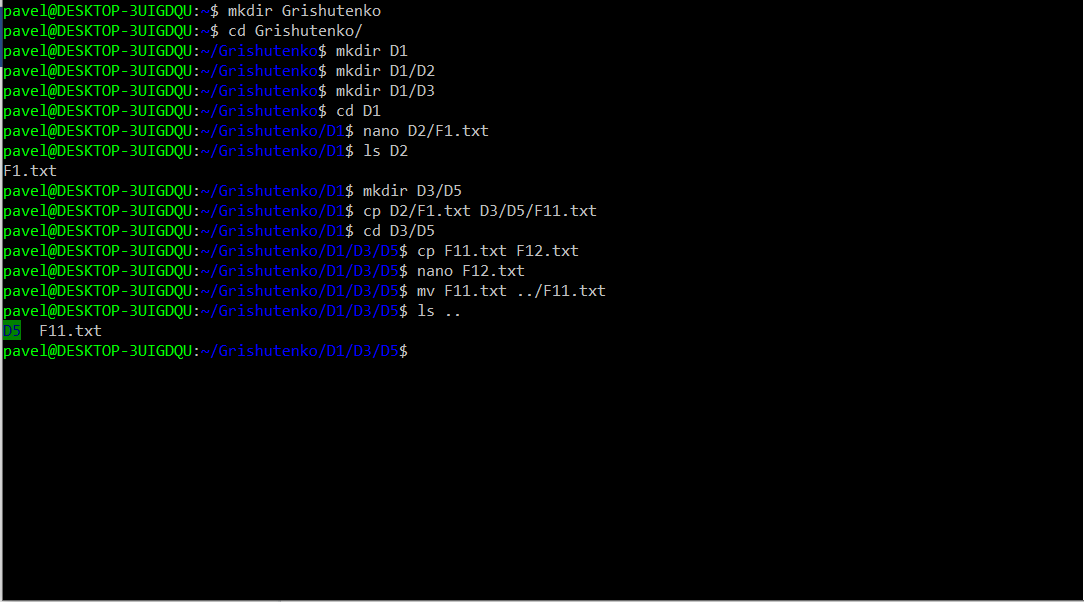 pavel@DESKTOP-3UIGDQU:~$ mkdir Grishutenko
pavel@DESKTOP-3UIGDQU:~$ cd Grishutenko/
pavel@DESKTOP-3UIGDQU:~/Grishutenko$ mkdir D1
pavel@DESKTOP-3UIGDQU:~/Grishutenko$ mkdir D1/D2
pavel@DESKTOP-3UIGDQU:~/Grishutenko$ mkdir D1/D3
pavel@DESKTOP-3UIGDQU:~/Grishutenko$ cd D1
pavel@DESKTOP-3UIGDQU:~/Grishutenko/D1$ nano D2/F1.txt
pavel@DESKTOP-3UIGDQU:~/Grishutenko/D1$ ls D2
F1.txt
pavel@DESKTOP-3UIGDQU:~/Grishutenko/D1$ mkdir D3/D5
pavel@DESKTOP-3UIGDQU:~/Grishutenko/D1$ cp D2/F1.txt D3/D5/F11.txt
pavel@DESKTOP-3UIGDQU:~/Grishutenko/D1$ cd D3/D5
pavel@DESKTOP-3UIGDQU:~/Grishutenko/D1/D3/D5$ cp F11.txt F12.txt
pavel@DESKTOP-3UIGDQU:~/Grishutenko/D1/D3/D5$ nano F12.txt
pavel@DESKTOP-3UIGDQU:~/Grishutenko/D1/D3/D5$ mv F11.txt ../F11.txt
pavel@DESKTOP-3UIGDQU:~/Grishutenko/D1/D3/D5$ ls ..
D5  F11.txt
pavel@DESKTOP-3UIGDQU:~/Grishutenko/D1/D3/D5$